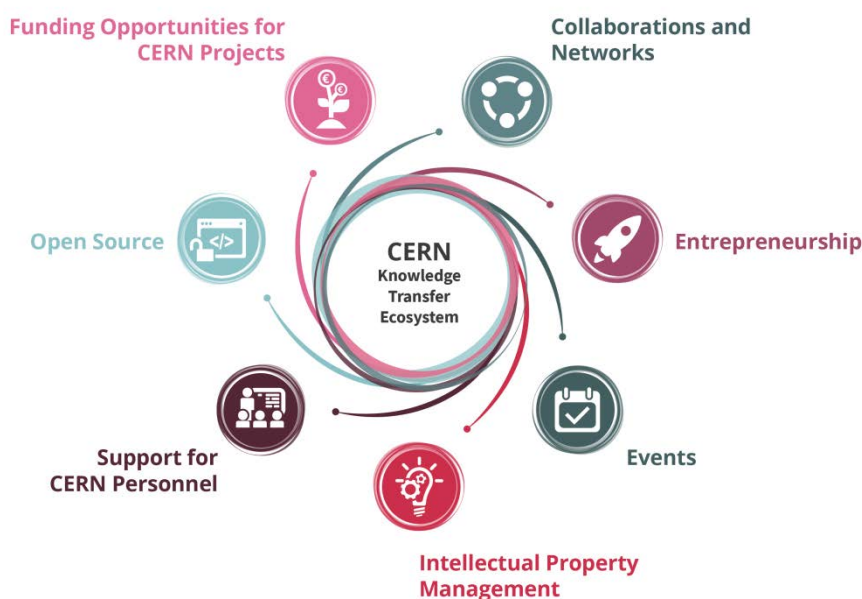 Funding Opportunities for
CERN Projects
Collaborations and
Networks
Open Source
</>
CERN
Knowledge
Transfer
Ecosystem
Entrepreneurship
Support for
CERN Personnel
Events
Intellectual Property
Management